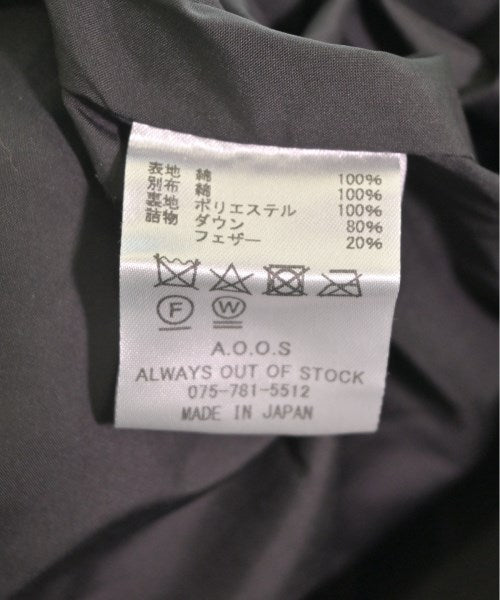 表地 綿 100%
別布 綿 100%
裏地 ポリエステル 100%
詰物 ダウン 80%
フェザー 20%
F W
A.O.O.S
ALWAYS OUT OF STOCK
075-781-5512
MADE IN JAPAN